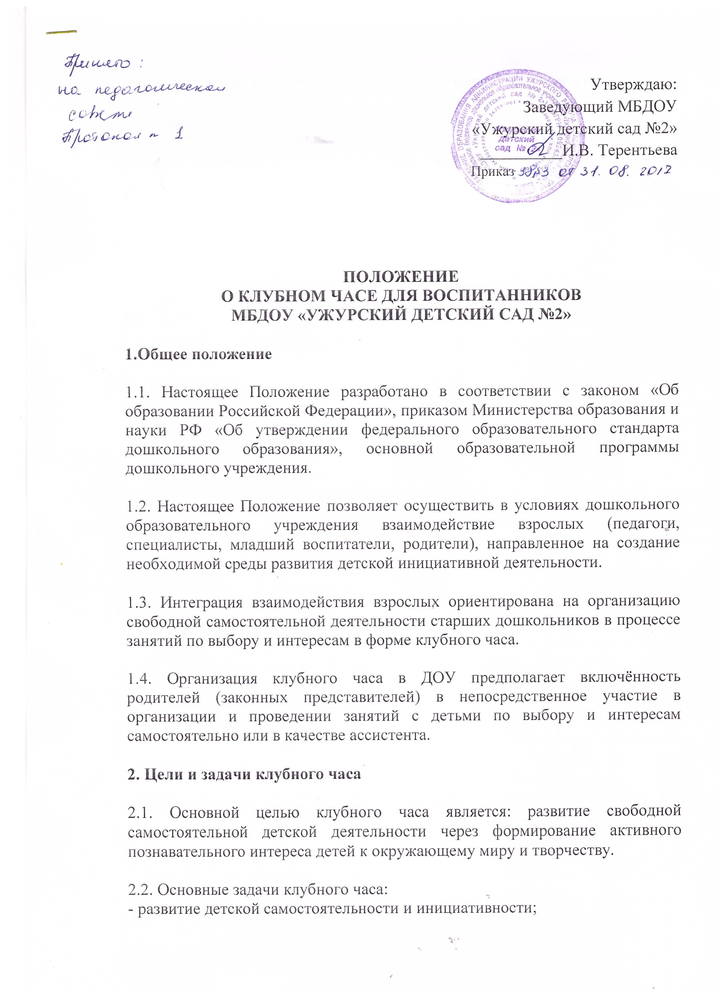 Принято :
на педагогическом
совете
Протокол № 1
Утверждаю:
Заведующий МБДОУ
«Ужурский детский сад №2»
И.В. Терентьева
Приказ от 31. 08. 2017
детский
сад № 2
ПОЛОЖЕНИЕ
О КЛУБНОМ ЧАСЕ ДЛЯ ВОСПИТАННИКОВ
МБДОУ «УЖУРСКИЙ ДЕТСКИЙ САД №2»
1.Общее положение
1.1. Настоящее Положение разработано в соответствии с законом «Об
образовании Российской Федерации», приказом Министерства образования и
науки РФ «Об утверждении федерального образовательного стандарта
дошкольного образования», основной образовательной программы
дошкольного учреждения.
1.2. Настоящее Положение позволяет осуществить в условиях дошкольного
образовательного учреждения взаимодействие взрослых (педагоги,
специалисты, младший воспитатели, родители), направленное на создание
необходимой среды развития детской инициативной деятельности.
1.3. Интеграция взаимодействия взрослых ориентирована на организацию
свободной самостоятельной деятельности старших дошкольников в процессе
занятий по выбору и интересам в форме клубного часа.
1.4. Организация клубного часа в ДОУ предполагает включённость
родителей (законных представителей) в непосредственное участие в
организации и проведении занятий с детьми по выбору и интересам
самостоятельно или в качестве ассистента.
2. Цели и задачи клубного часа
2.1. Основной целью клубного часа является: развитие свободной
самостоятельной детской деятельности через формирование активного
познавательного интереса детей к окружающему миру и творчеству.
2.2. Основные задачи клубного часа:
- развитие детской самостоятельности и инициативности;